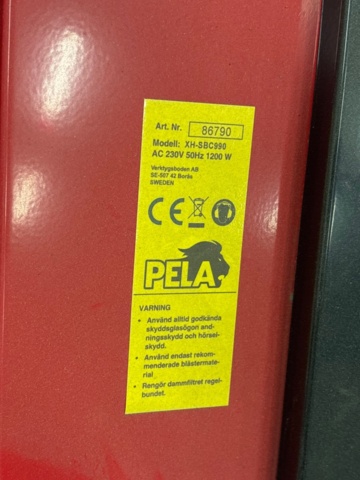 Art. Nr. 86790
Modell: XH-SBC990
AC 230V 50Hz 1200 W
Verktygsboden AB
SE-507 42 Borås
SWEDEN
CE
PELA
VARNING
• Använd alltid godkända
skyddsglasögon and-
ningsskydd och hörsel-
skydd.
• Använd endast rekom-
menderade blästermate-
rial
• Rengör dammfiltret regel-
bundet.